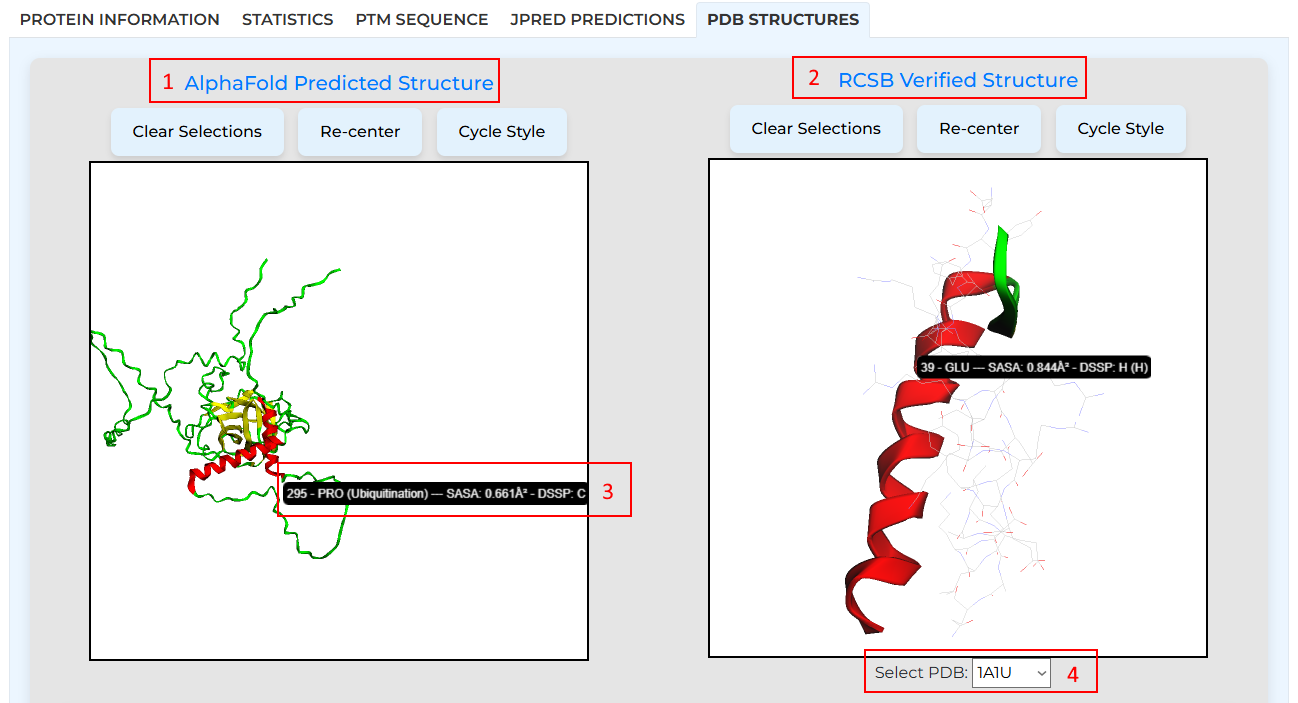 PROTEIN INFORMATION STATISTICS PTM SEQUENCE JPRED PREDICTIONS PDB STRUCTURES
1 AlphaFold Predicted Structure
Clear Selections Re-center Cycle Style
295 - PRO (Ubiquitination) — SASA: 0.661Å² - DSSP: C
3
2 RCSB Verified Structure
Clear Selections Re-center Cycle Style
39 - GLU — SASA: 0.844Å² - DSSP: H (H)
Select PDB: 1A1U 4